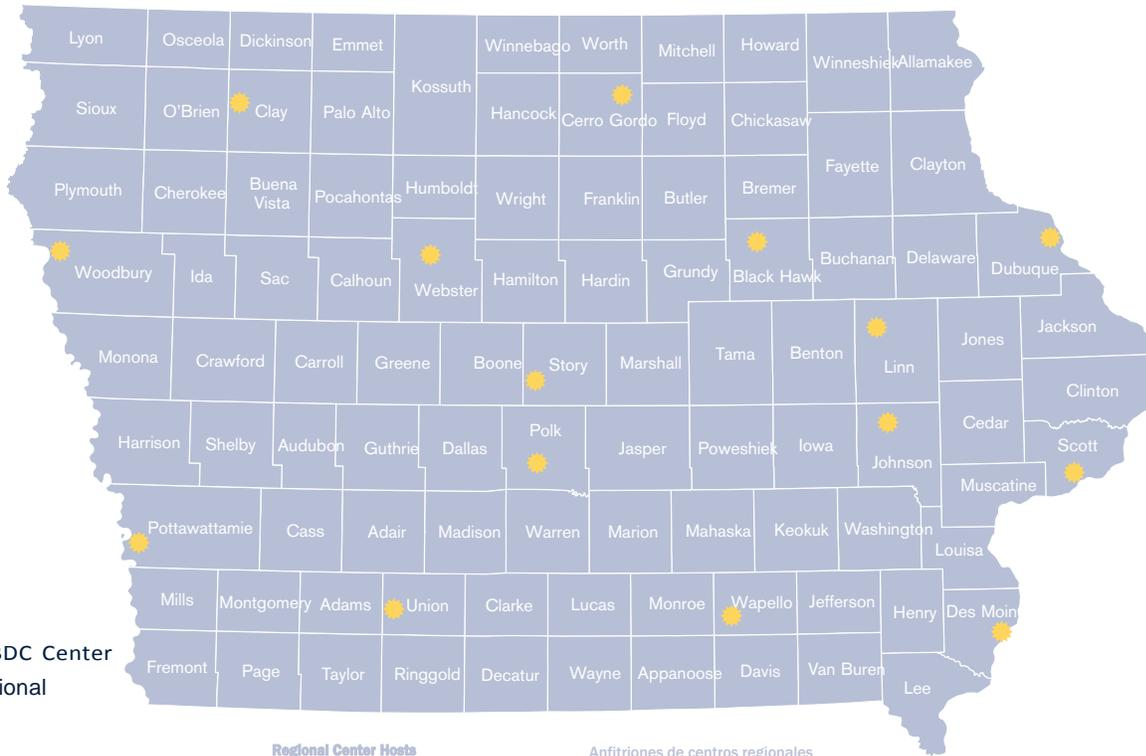 Lyon Osceola Dickinson Emmet Winnebago Worth Mitchell Howard Winneshiek Allamakee
Kossuth
Sioux O'Brien Clay Palo Alto Hancock Cerro Gordo Floyd Chickasaw
Plymouth Cherokee Buena Vista Pocahontas Humboldt Wright Franklin Butler Bremer Fayette Clayton
Woodbury Ida Sac Calhoun Webster Hamilton Hardin Grundy Black Hawk Buchanan Delaware Dubuque
Monona Crawford Carroll Greene Boone Story Marshall Tama Benton Linn Jones Jackson
Clinton
Harrison Shelby Audubon Guthrie Dallas Polk Jasper Poweshiek Iowa Johnson Cedar Scott
Muscatine
Pottawattamie Cass Adair Madison Warren Marion Mahaska Keokuk Washington Louisa
Mills Montgomery Adams Union Clarke Lucas Monroe Wapello Jefferson Henry Des Moin
Fremont Page Taylor Ringgold Decatur Wayne Appanoose Davis Van Buren Lee
BDC Center
ional
Regional Center Hosts
Anfitriones de centros regionales